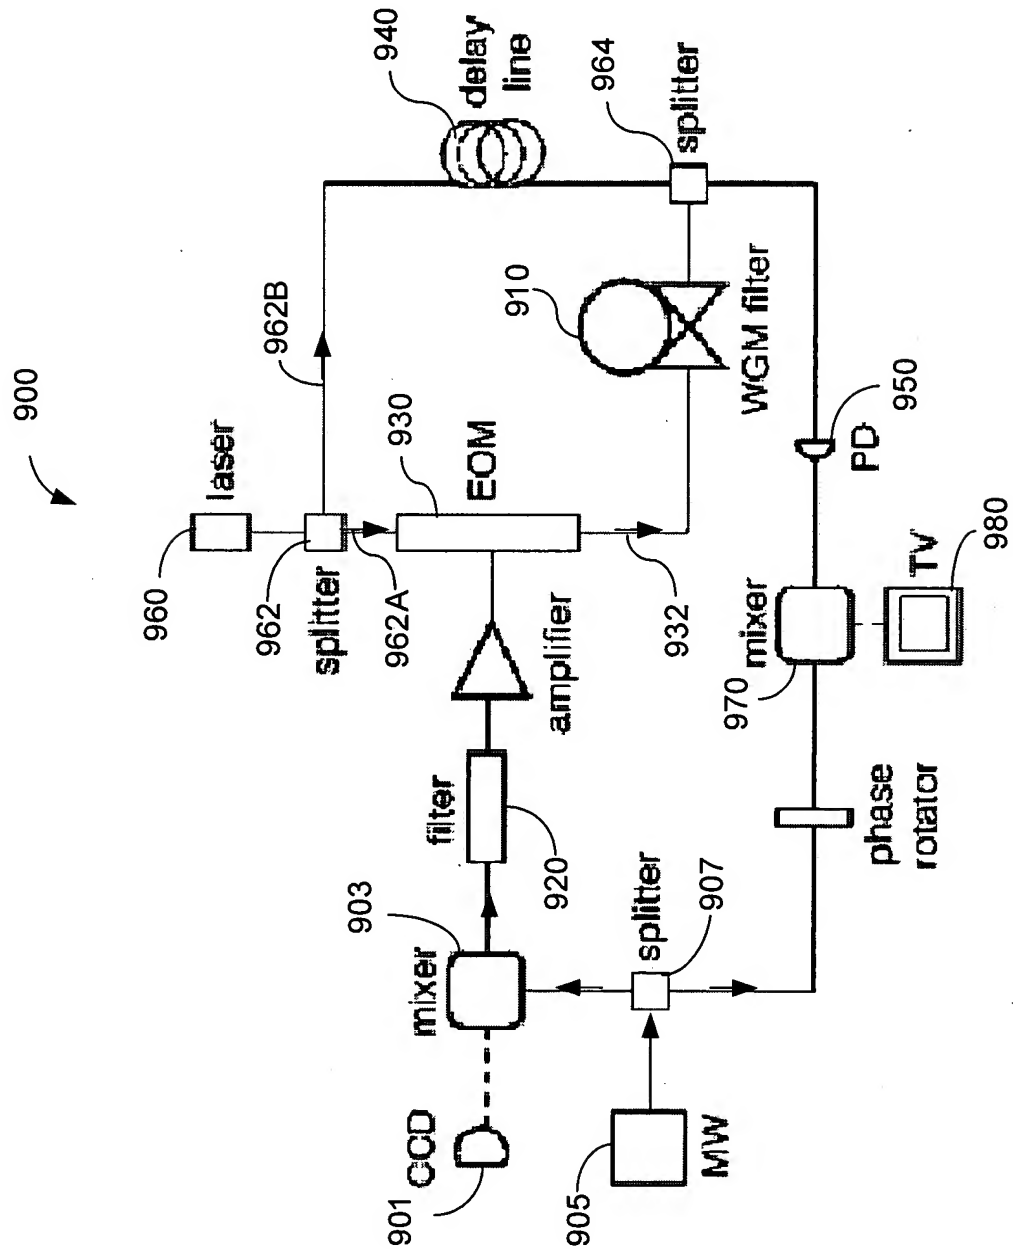 900
960
laser
962
962B
splitter
903
940
962A
930
901
CCD
mixer
filter
amplifier
EOM
delay
line
910
920
905
964
splitter
932
splitter
907
MW
970
mixer
WGM filter
phase
rotator
PD
950
TV
980